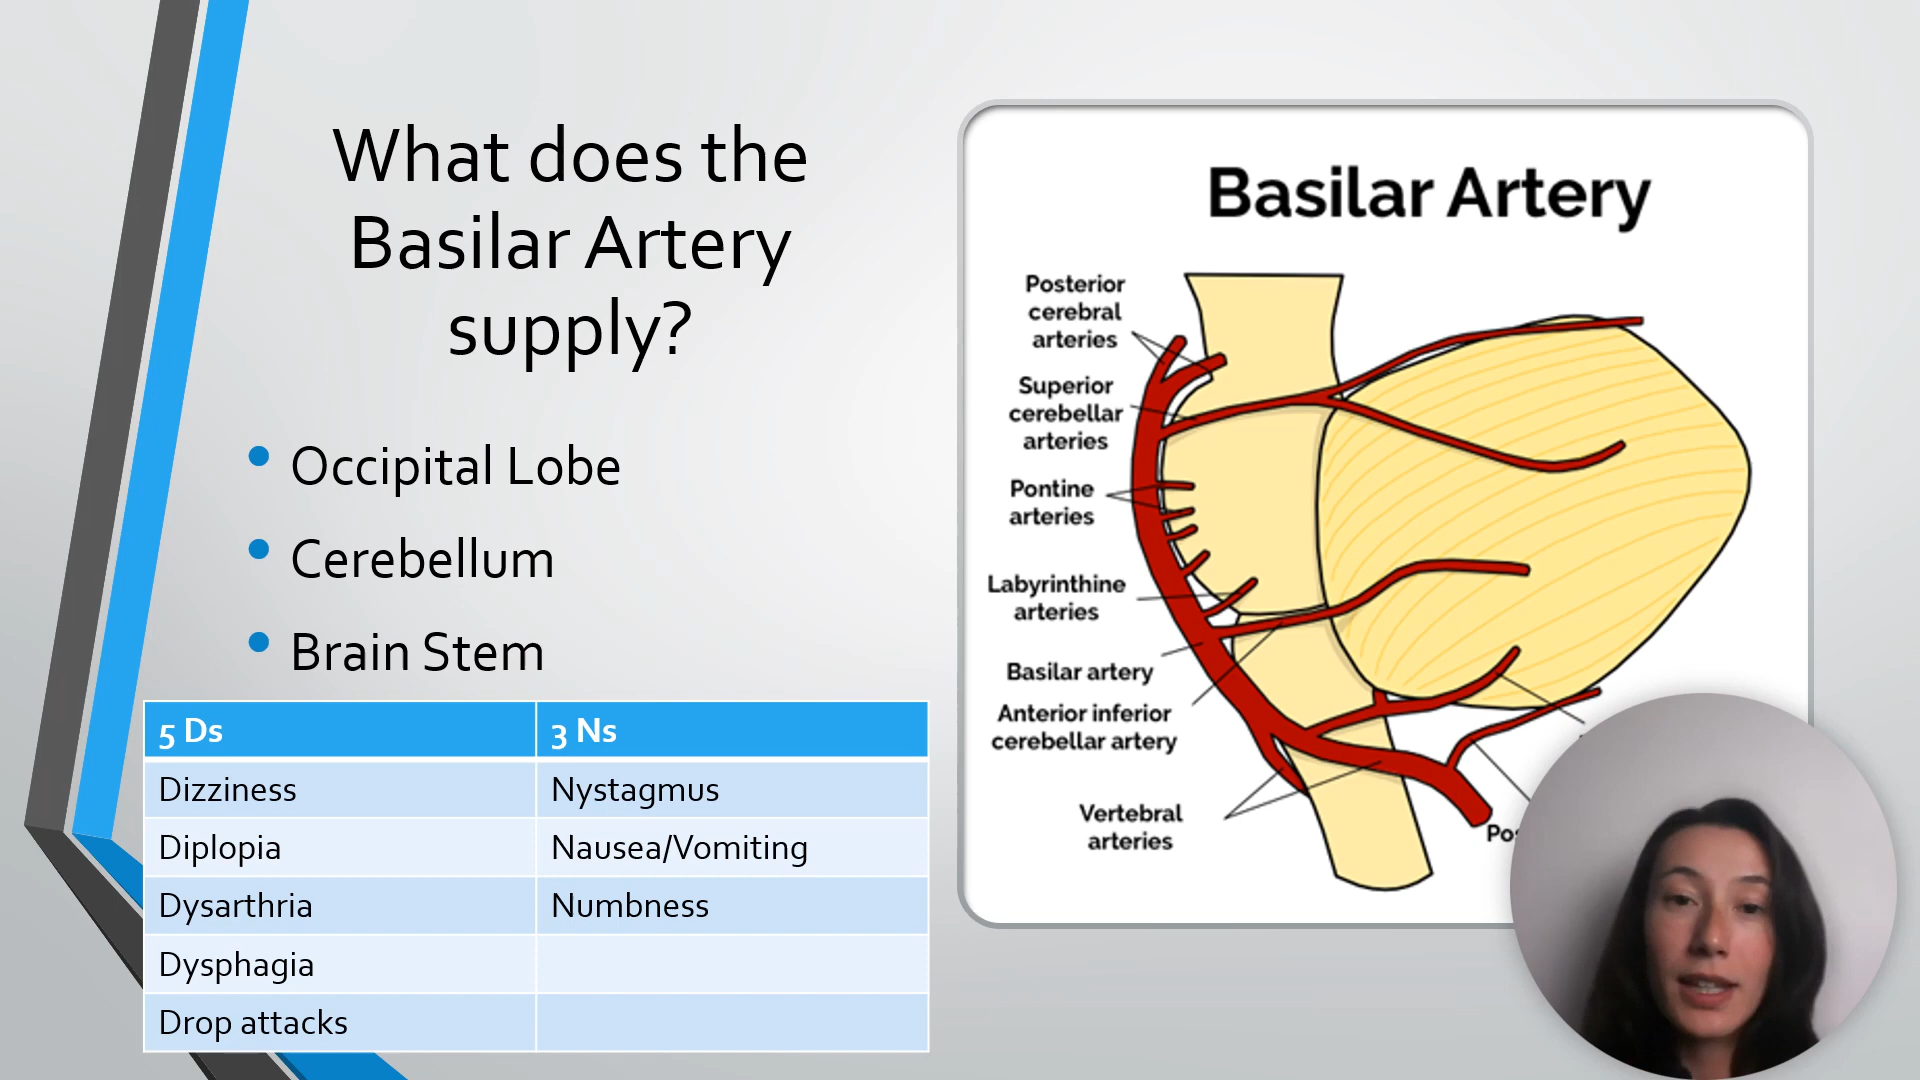 What does the
Basilar Artery
supply?
Occipital Lobe
Cerebellum
Brain Stem
5 Ds 3 Ns
Dizziness Nystagmus
Diplopia Nausea/Vomiting
Dysarthria Numbness
Dysphagia
Drop attacks
Basilar Artery
Posterior
cerebral
arteries
Superior
cerebellar
arteries
Pontine
arteries
Labyrinthine
arteries
Basilar artery
Anterior inferior
cerebellar artery
Vertebral
arteries